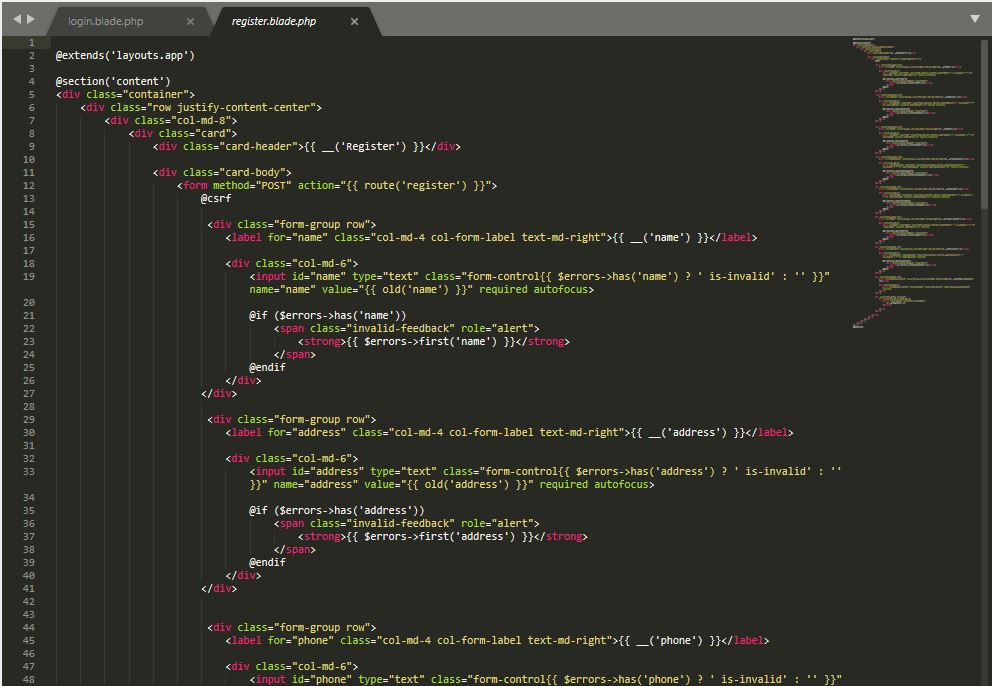 login.blade.php × register.blade.php ×
1
2 @extends('layouts.app')
3
4 @section('content')
5 <div class="container">
6 <div class="row justify-content-center">
7 <div class="col-md-8">
8 <div class="card">
9 <div class="card-header">{{ __('Register') }}</div>
10
11 <div class="card-body">
12 <form method="POST" action="{{ route('register') }}">
13 @csrf
14
15 <div class="form-group row">
16 <label for="name" class="col-md-4 col-form-label text-md-right">{{ __('name') }}</label>
17
18 <div class="col-md-6">
19 <input id="name" type="text" class="form-control{{ $errors->has('name') ? ' is-invalid' : '' }}"
name="name" value="{{ old('name') }}" required autofocus>
20
21 @if ($errors->has('name'))
22 <span class="invalid-feedback" role="alert">
23 <strong>{{ $errors->first('name') }}</strong>
24 </span>
25 @endif
26 </div>
27 </div>
28
29 <div class="form-group row">
30 <label for="address" class="col-md-4 col-form-label text-md-right">{{ __('address') }}</label>
31
32 <div class="col-md-6">
33 <input id="address" type="text" class="form-control{{ $errors->has('address') ? ' is-invalid' : ''
}}" name="address" value="{{ old('address') }}" required autofocus>
34
35 @if ($errors->has('address'))
36 <span class="invalid-feedback" role="alert">
37 <strong>{{ $errors->first('address') }}</strong>
38 </span>
39 @endif
40 </div>
41 </div>
42
43
44 <div class="form-group row">
45 <label for="phone" class="col-md-4 col-form-label text-md-right">{{ __('phone') }}</label>
46
47 <div class="col-md-6">
48 <input id="phone" type="text" class="form-control{{ $errors->has('phone') ? ' is-invalid' : '' }}"